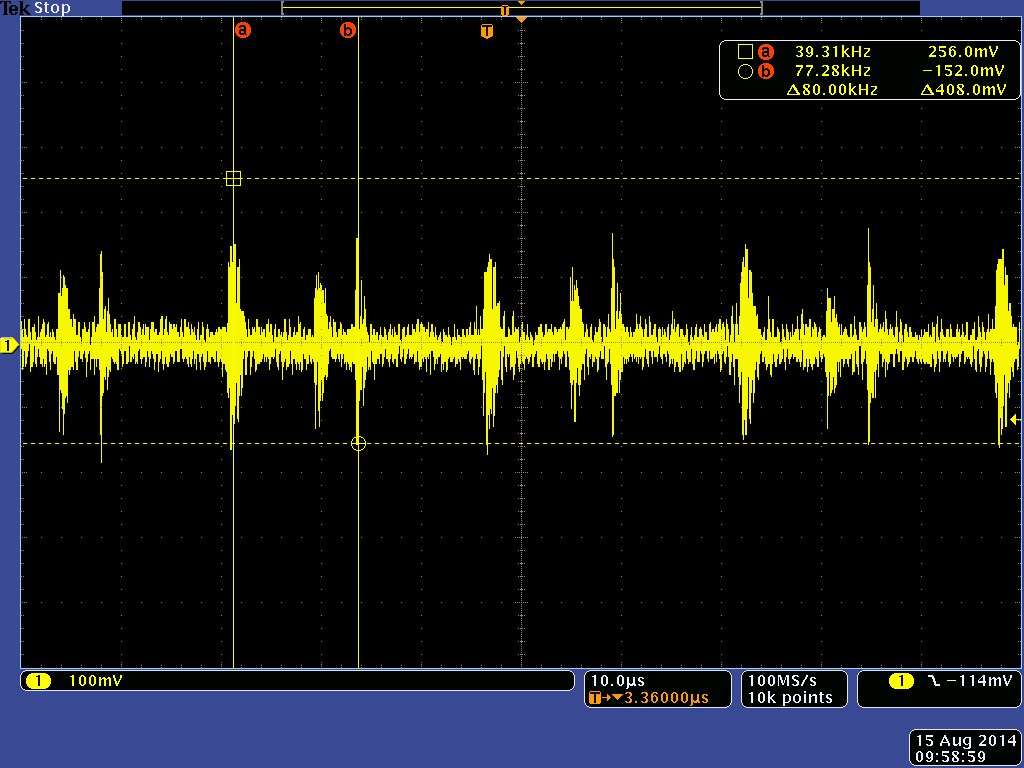 Tek Stop
T
a b T
a 39.31kHz 256.0mV
b 77.28kHz −152.0mV
Δ80.00kHz Δ408.0mV
1
1 100mV
10.0µs
T→▼3.36000µs
100MS/s
10k points
1 −114mV
15 Aug 2014
09:58:59